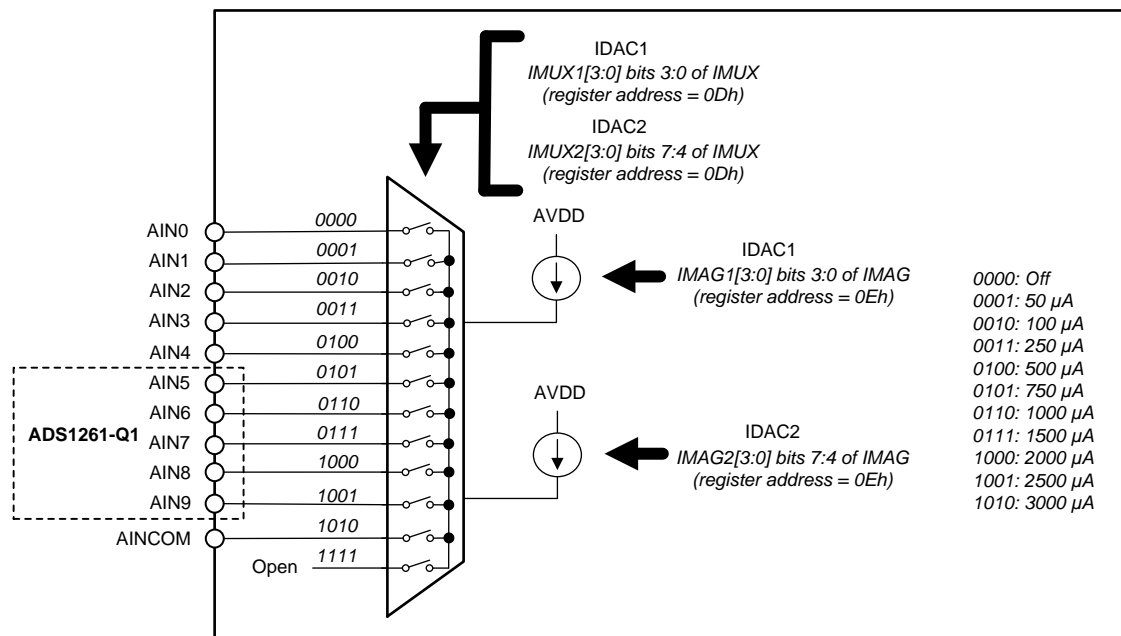 IDAC1
IMUX1[3:0] bits 3:0 of IMUX
(register address = 0Dh)
IDAC2
IMUX2[3:0] bits 7:4 of IMUX
(register address = 0Dh)
AIN0
AIN1
AIN2
AIN3
AIN4
AIN5
AIN6
AIN7
AIN8
AIN9
AINCOM
Open
ADS1261-Q1
0000
0001
0010
0011
0100
0101
0110
0111
1000
1001
1010
1111
AVDD
IDAC1
IMAG1[3:0] bits 3:0 of IMAG
(register address = 0Eh)
AVDD
IDAC2
IMAG2[3:0] bits 7:4 of IMAG
(register address = 0Eh)
0000: Off
0001: 50 µA
0010: 100 µA
0011: 250 µA
0100: 500 µA
0101: 750 µA
0110: 1000 µA
0111: 1500 µA
1000: 2000 µA
1001: 2500 µA
1010: 3000 µA